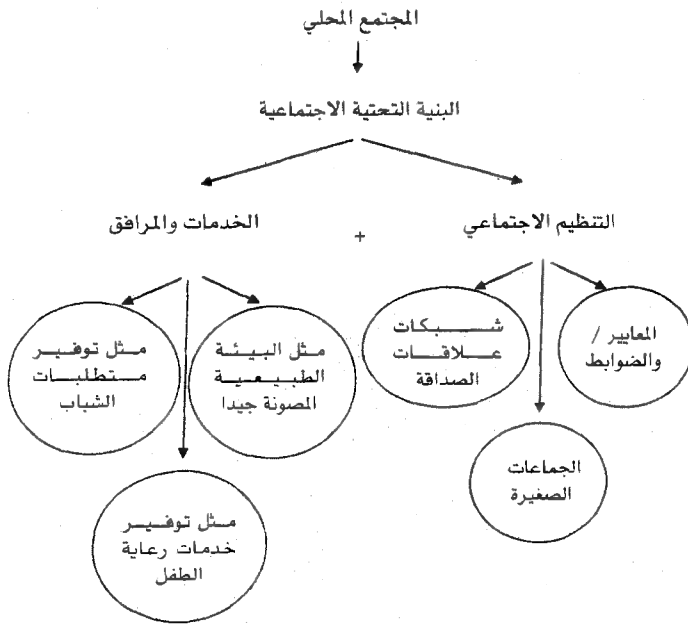 المجتمع المحلي
البنية التحتية الاجتماعية
التنظيم الاجتماعي
+
الخدمات والمرافق
المعايير /
والضوابط
شبكات
علاقات
الصداقة
الجماعات
الصغيرة
مثل البيئة
الطبيعية
المصونة جيدا
مثل توفير
متطلبات
الشباب
مثل توفير
خدمات رعاية
الطفل